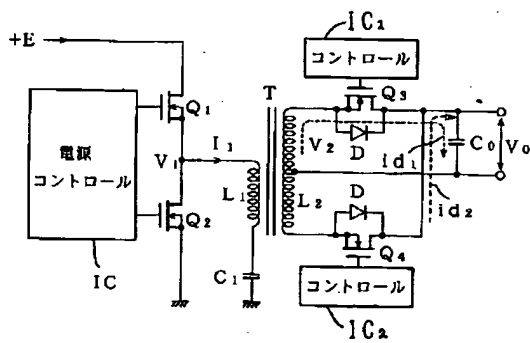 IC₂
コントロール
+E
T
Q₃
Q₁
電源
コントロール
V₁
I₁
L₁
V₂
D
id₁
C₀
V₀
D
L₂
id₂
Q₂
C₁
Q₄
IC
コントロール
IC₂